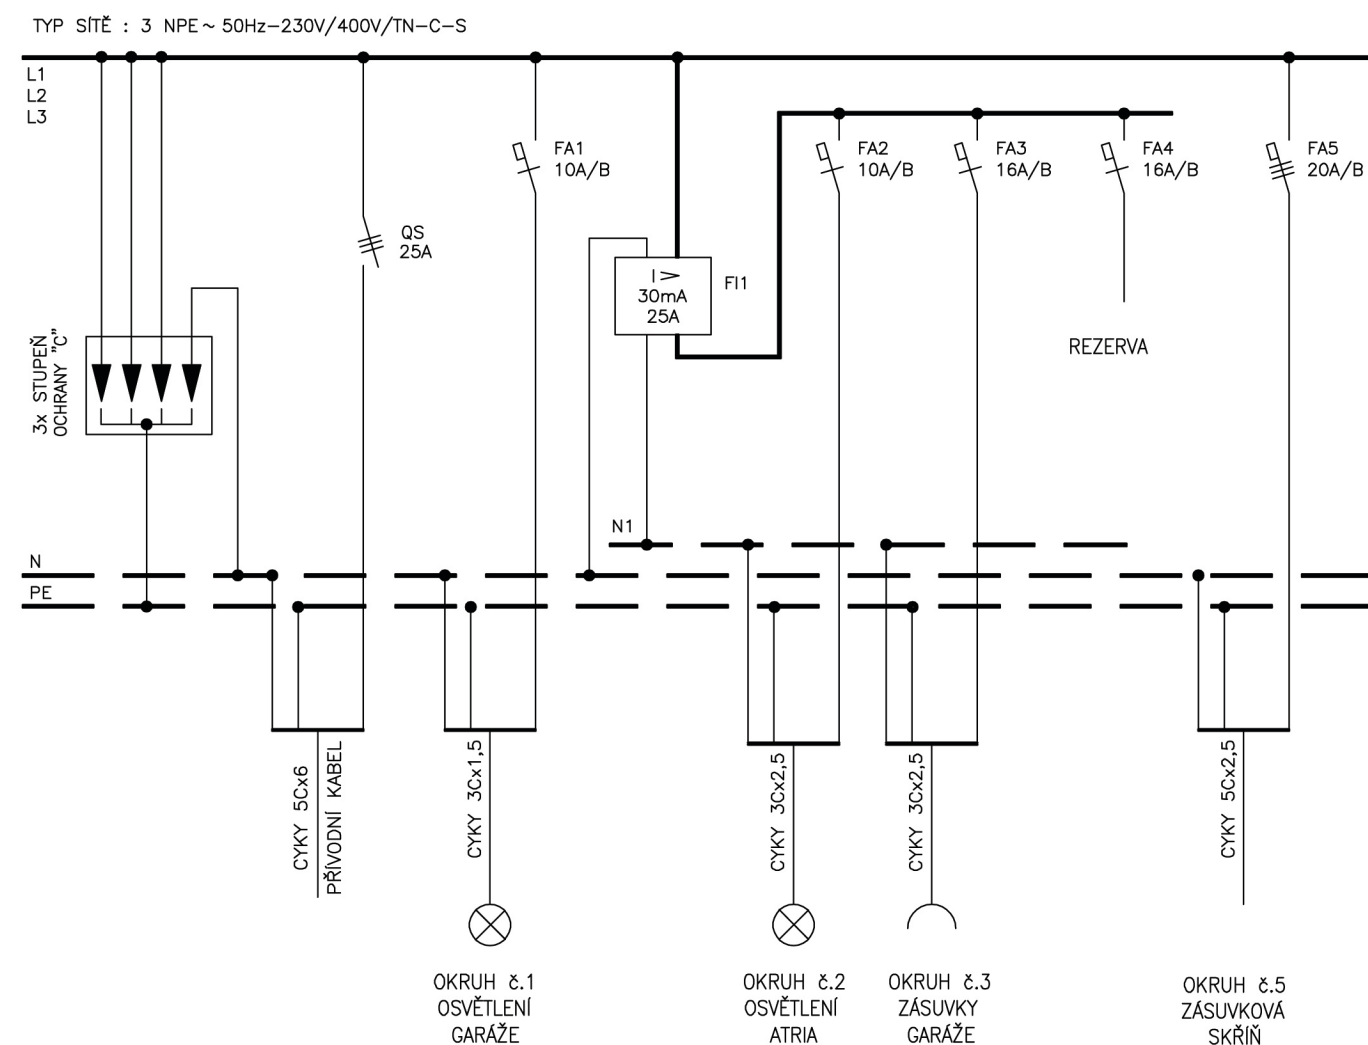 TYP SÍTĚ : 3 NPE~ 50Hz-230V/400V/TN-C-S
L1
L2
L3
FA1
10A/B
FA2
10A/B
FA3
16A/B
FA4
16A/B
FA5
20A/B
QS
25A
I >
30mA
25A
FI1
3x STUPEŇ
OCHRANY "C"
REZERVA
N1
N
PE
CYKY 5Cx6
PŘÍVODNÍ KABEL
CYKY 3Cx1,5
CYKY 3Cx2,5
CYKY 3Cx2,5
CYKY 5Cx2,5
OKRUH č.1
OSVĚTLENÍ
GARÁŽE
OKRUH č.2
OSVĚTLENÍ
ATRIA
OKRUH č.3
ZÁSUVKY
GARÁŽE
OKRUH č.5
ZÁSUVKOVÁ
SKŘÍŇ